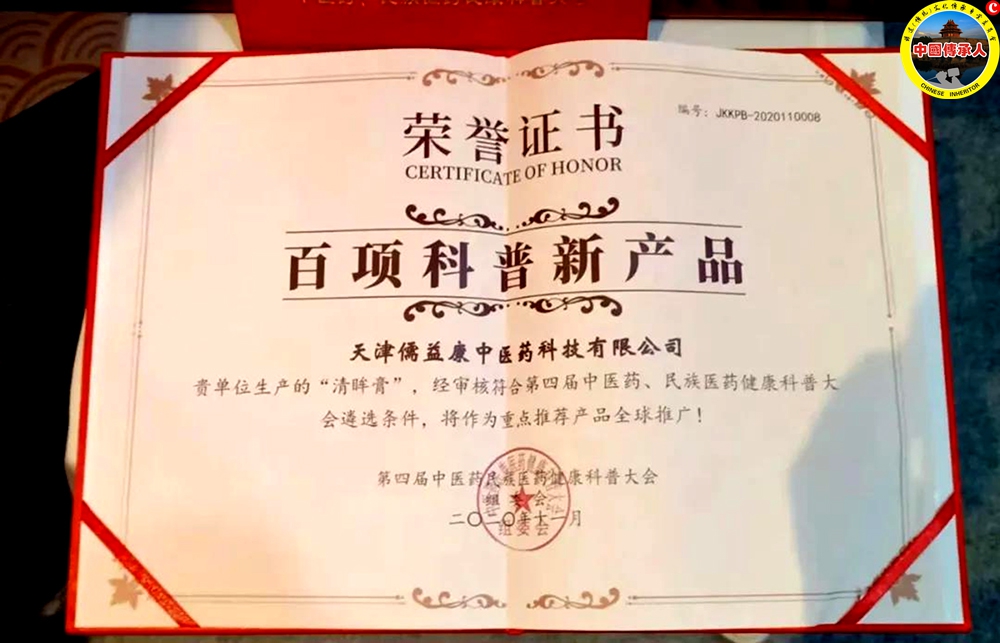 中國傳承人
CHINESE INHERITOR
编号：JKKPB-2020110008
荣誉证书
CERTIFICATE OF HONOR
百项科普新产品
天津儒益康中医药科技有限公司
贵单位生产的“清眸膏”，经审核符合第四届中医药、民族医药健康科普大
会遴选条件，将作为重点推荐产品全球推广！
第四届中医药民族医药健康科普大会
组委会
二〇二〇年十一月
组委会